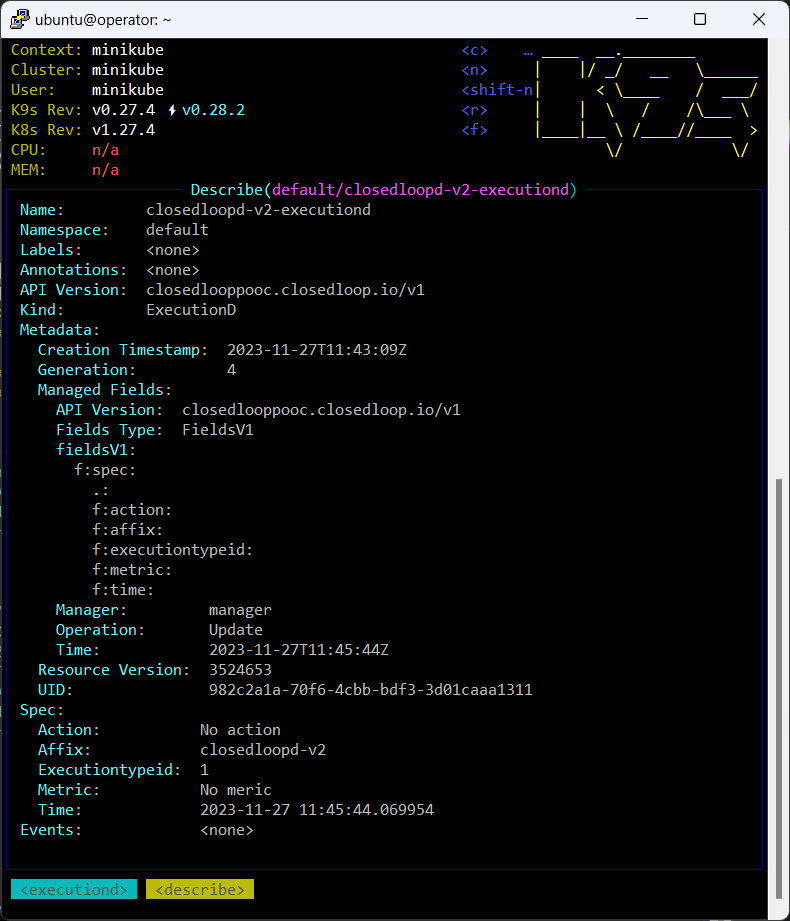 ubuntu@operator: ~
Context: minikube <c> …
Cluster: minikube <n>
User: minikube <shift-n
K9s Rev: v0.27.4 ⚡v0.28.2 <r>
K8s Rev: v1.27.4 <f>
CPU: n/a
MEM: n/a
K9s
Describe(default/closedloopd-v2-executiond)
Name: closedloopd-v2-executiond
Namespace: default
Labels: <none>
Annotations: <none>
API Version: closedlooppooc.closedloop.io/v1
Kind: ExecutionD
Metadata:
Creation Timestamp: 2023-11-27T11:43:09Z
Generation: 4
Managed Fields:
API Version: closedlooppooc.closedloop.io/v1
Fields Type: FieldsV1
fieldsV1:
f:spec:
.:
f:action:
f:affix:
f:executiontypeid:
f:metric:
f:time:
Manager: manager
Operation: Update
Time: 2023-11-27T11:45:44Z
Resource Version: 3524653
UID: 982c2a1a-70f6-4cbb-bdf3-3d01caaa1311
Spec:
Action: No action
Affix: closedloopd-v2
Executiontypeid: 1
Metric: No meric
Time: 2023-11-27 11:45:44.069954
Events: <none>
<executiond> <describe>